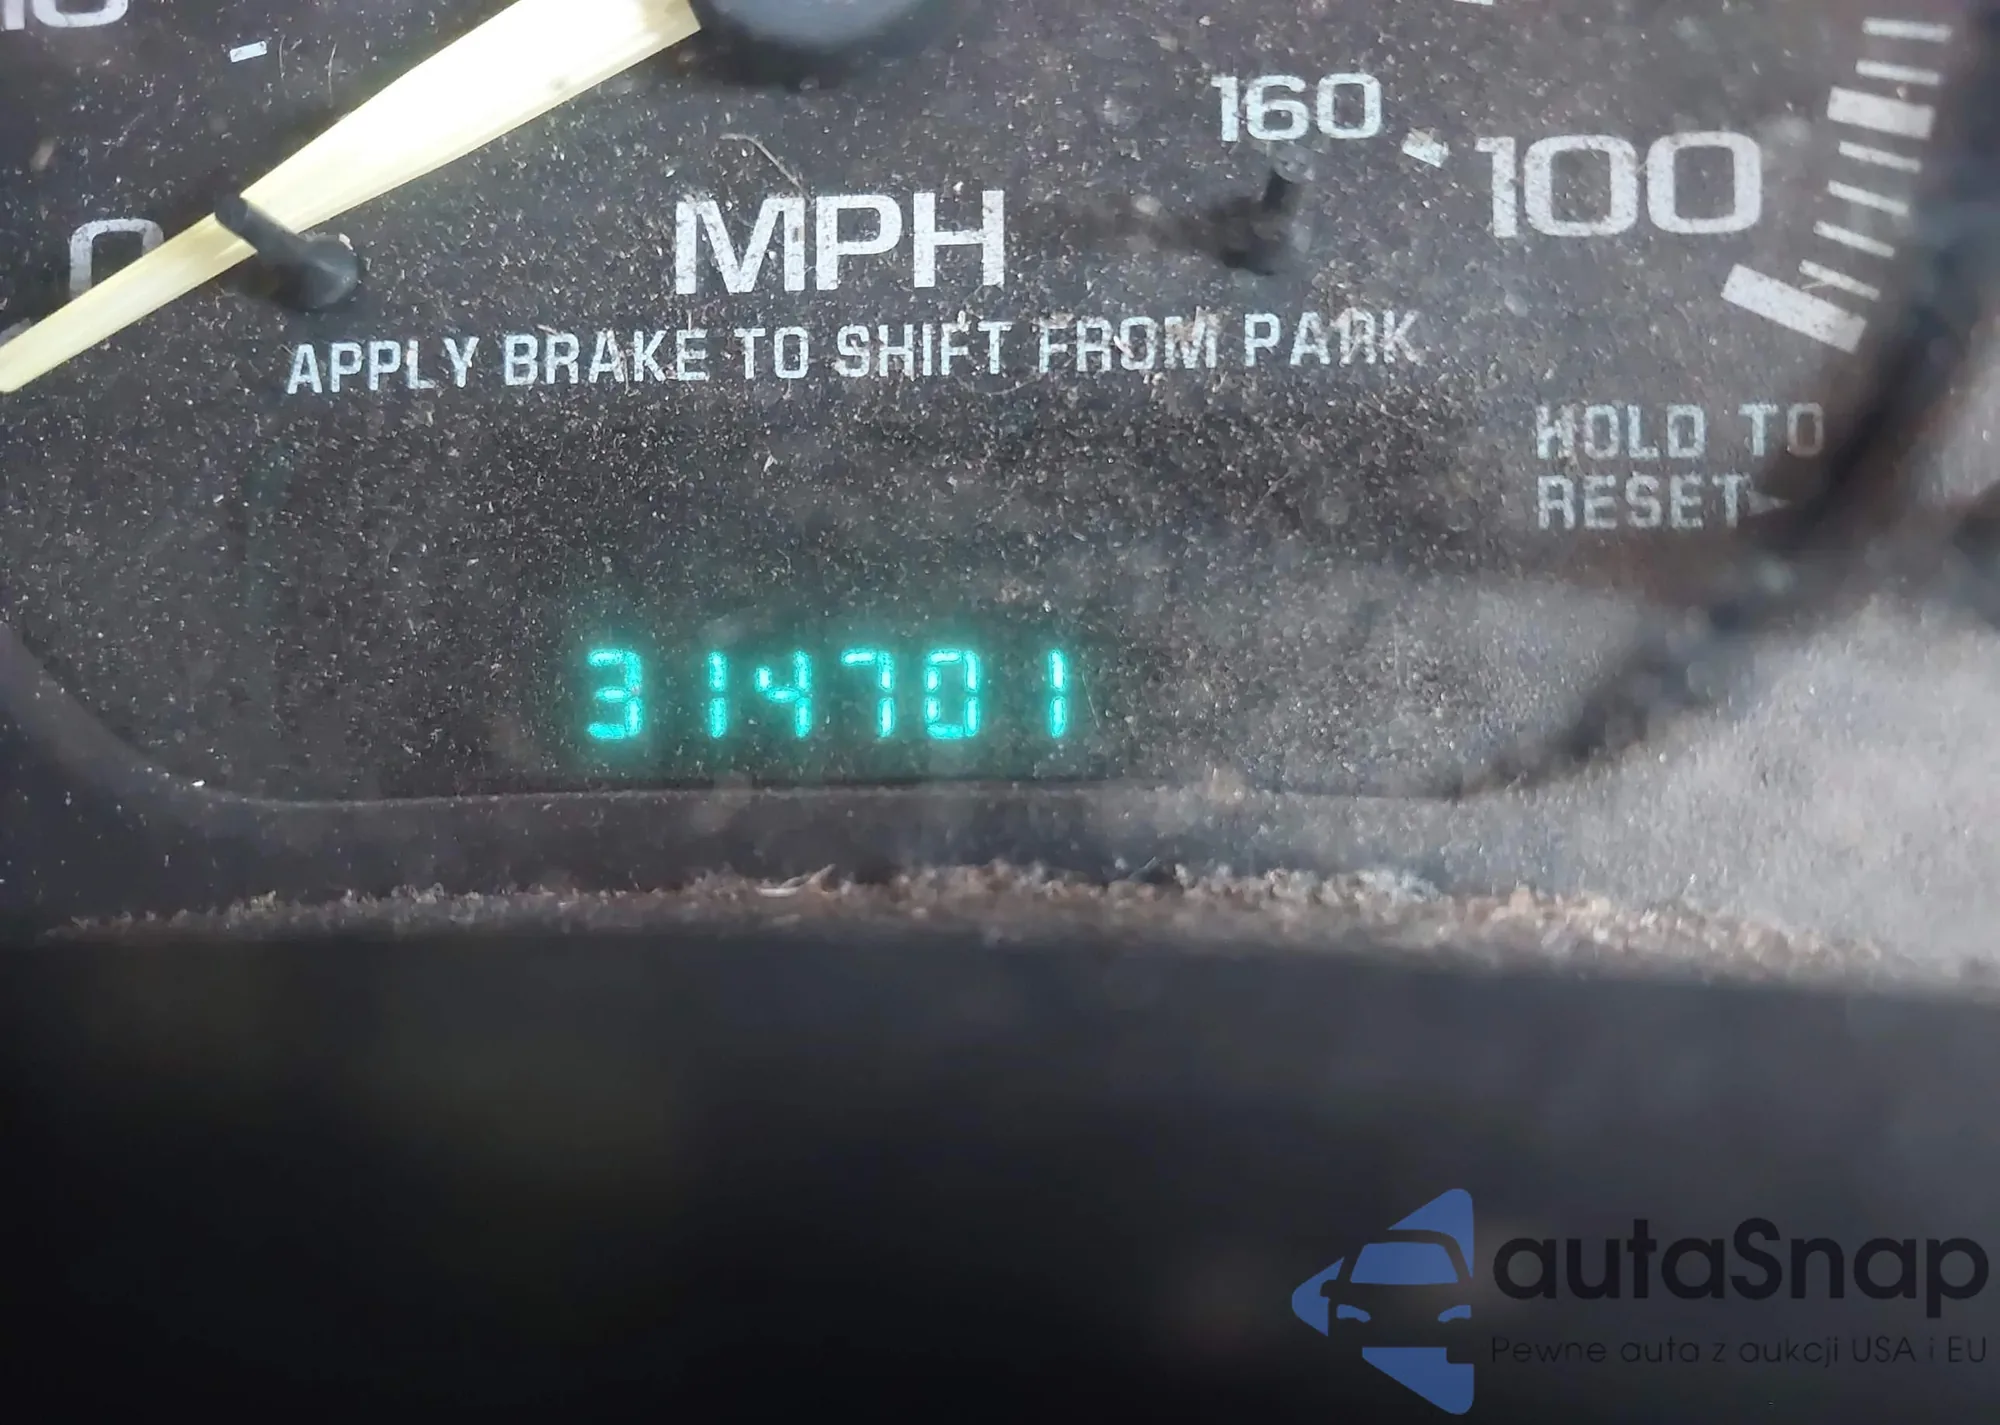 0
160
100
MPH
APPLY BRAKE TO SHIFT FROM PARK
HOLD TO
RESET
314701
autaSnap
Pewne auta z aukcji USA i EU